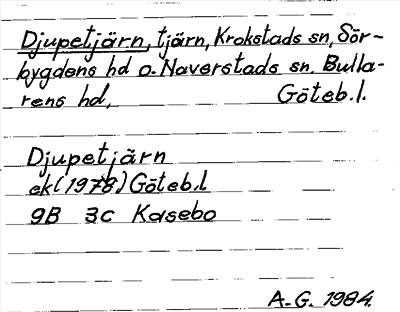 Djupetjärn, tjärn, Krokstads sn, Sör-
bygdens hd o. Naverstads sn. Bulla-
rens hd, Göteb.l.
Djupetjärn
ek (1978) Göteb.l
9B 3c Kasebo
A.G. 1984.